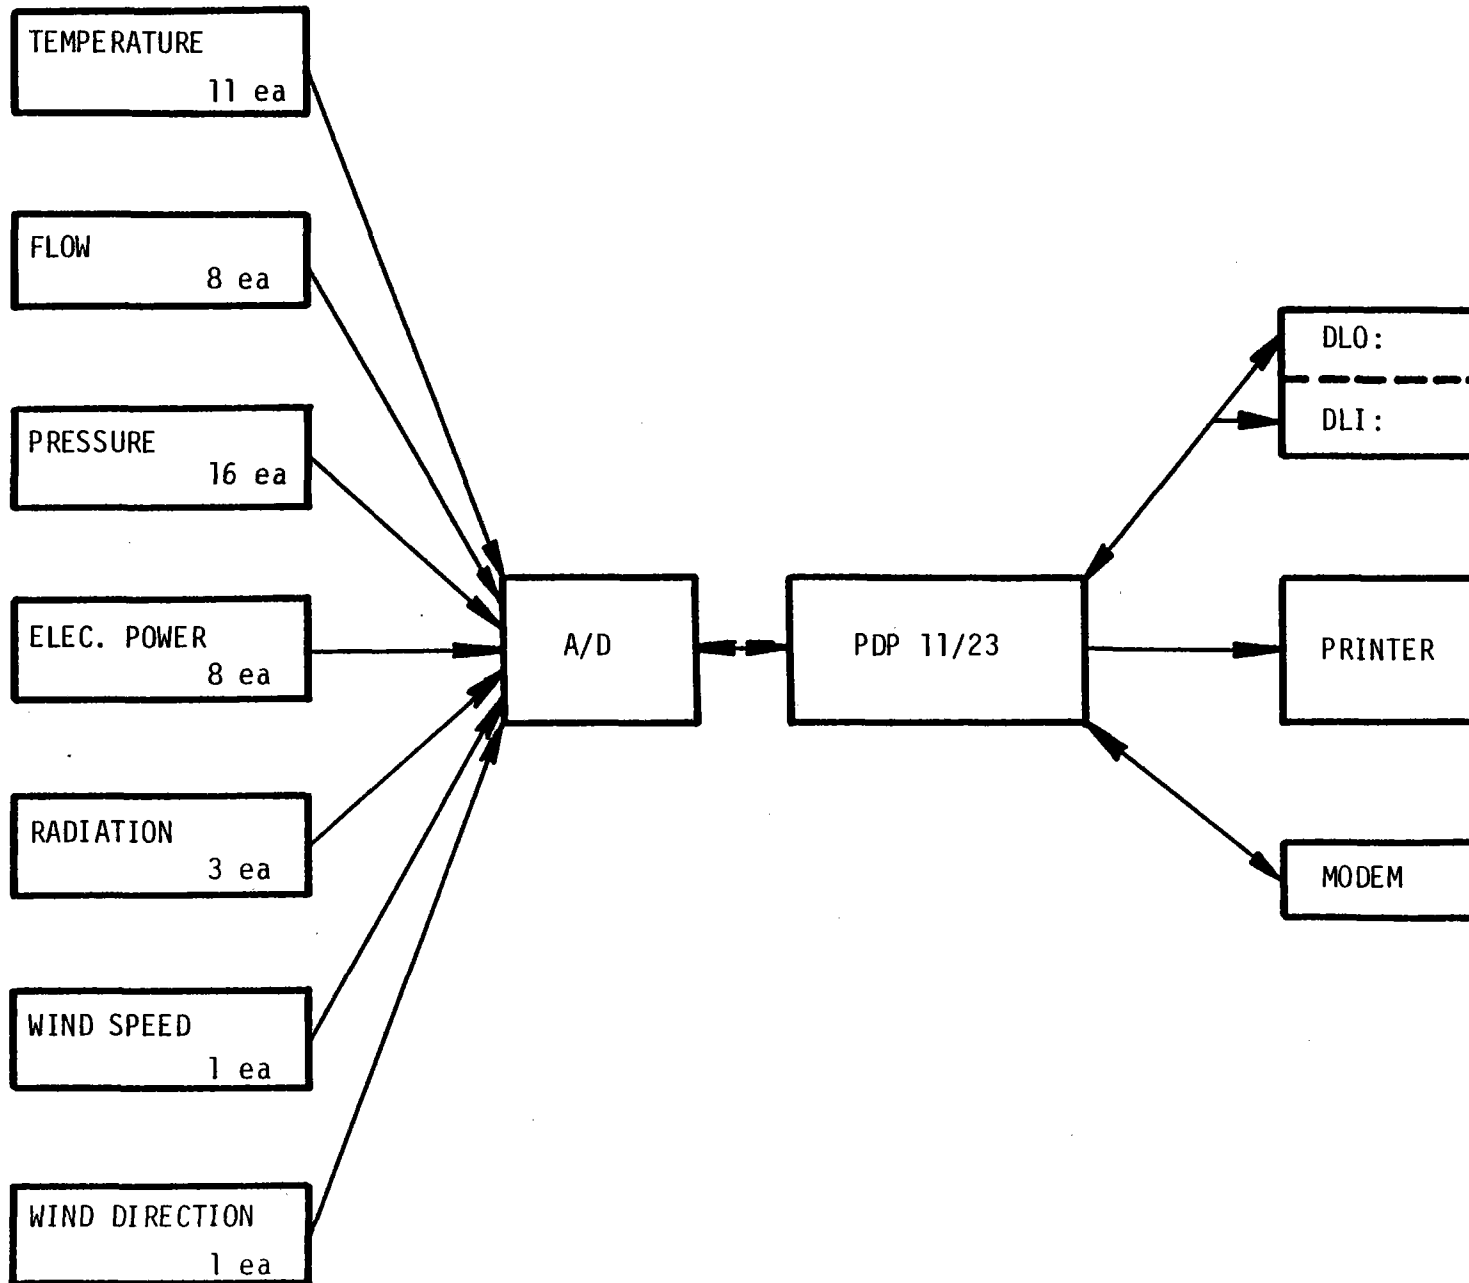 TEMPERATURE
11 ea
FLOW
8 ea
PRESSURE
16 ea
ELEC. POWER
8 ea
RADIATION
3 ea
WIND SPEED
1 ea
WIND DIRECTION
1 ea
A/D
PDP 11/23
DLO:
DLI:
PRINTER
MODEM